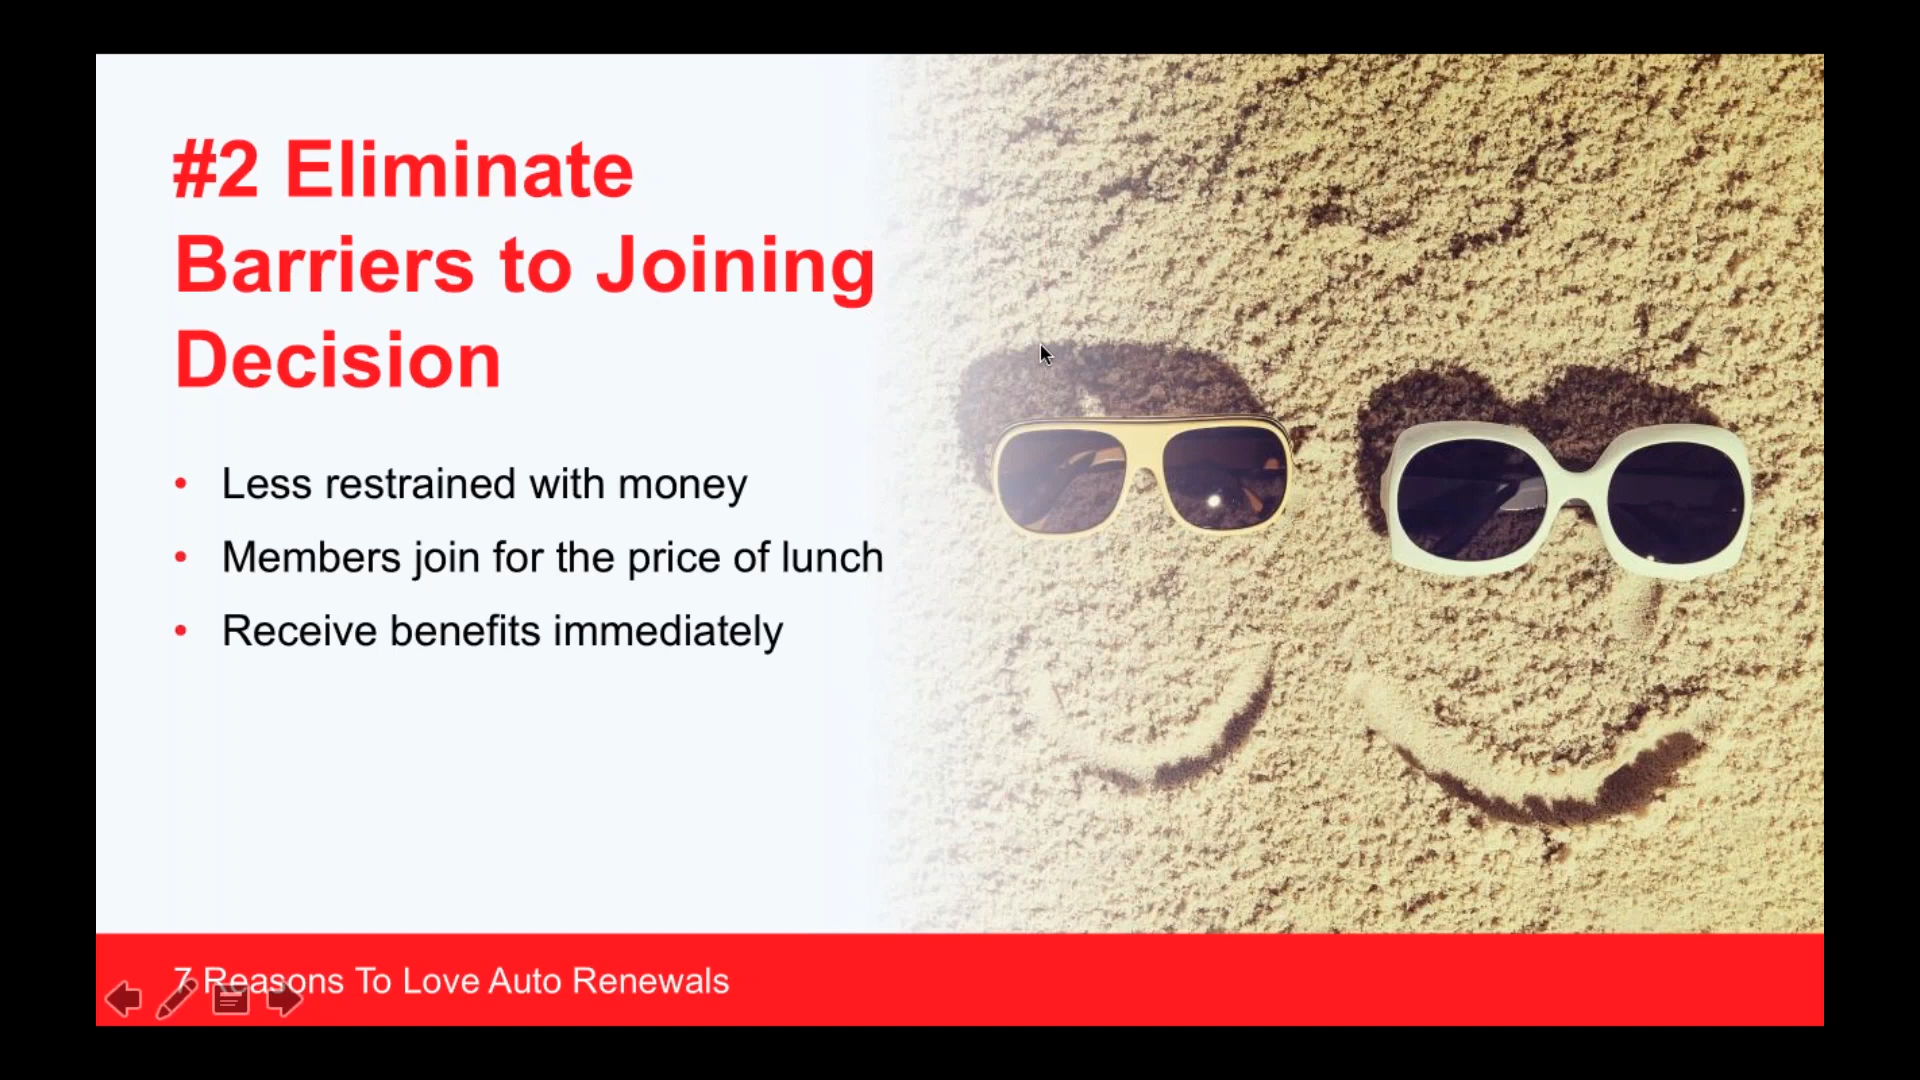 #2 Eliminate
Barriers to Joining
Decision
• Less restrained with money
• Members join for the price of lunch
• Receive benefits immediately
7 Reasons To Love Auto Renewals